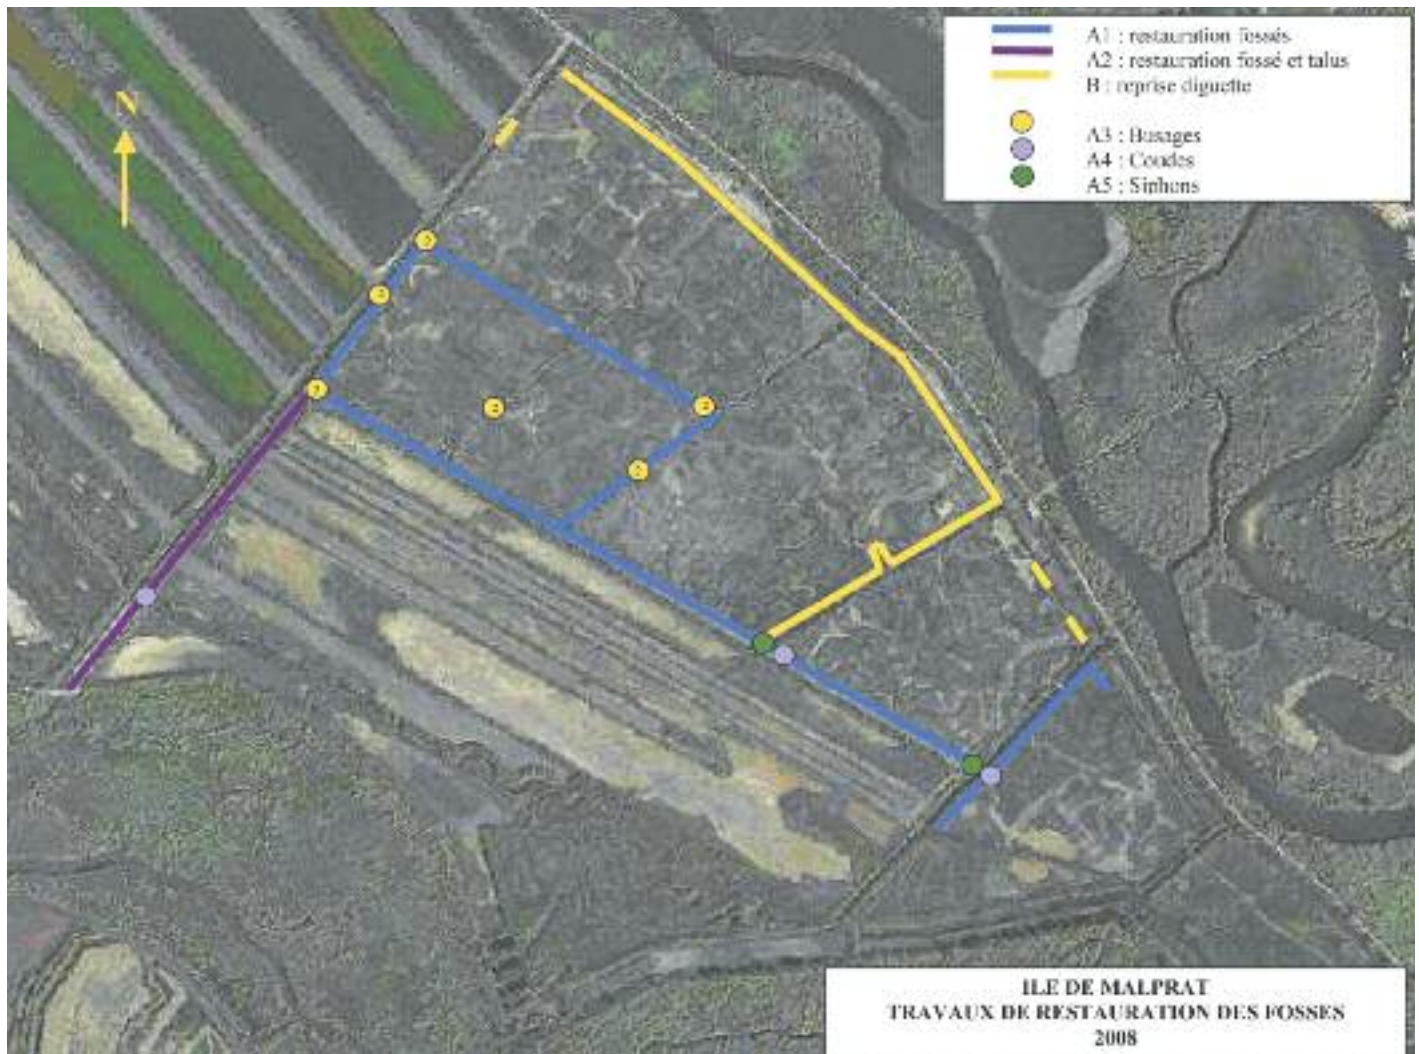 A1 : restauration fossés
A2 : restauration fossé et talus
B : reprise diguette
A3 : Busages
A4 : Coudes
A5 : Siphons
N
ILE DE MALPRAT
TRAVAUX DE RESTAURATION DES FOSSES
2008